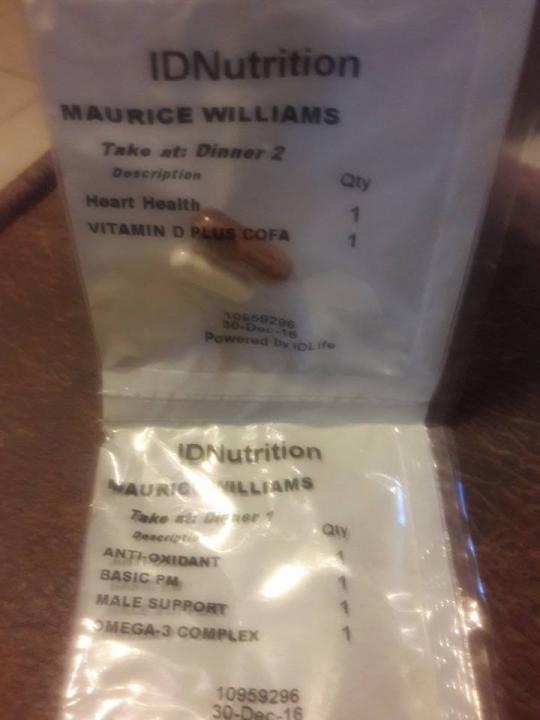 IDNutrition
MAURICE WILLIAMS
Take at: Dinner 2
Description Qty
Heart Health 1
VITAMIN D PLUS COFA 1
10959296
30-Dec-16
Powered by IDLife
IDNutrition
MAURICE WILLIAMS
Take at: Dinner 1
Description Qty
ANTI-OXIDANT 1
BASIC PM 1
MALE SUPPORT 1
OMEGA-3 COMPLEX 1
10959296
30-Dec-16